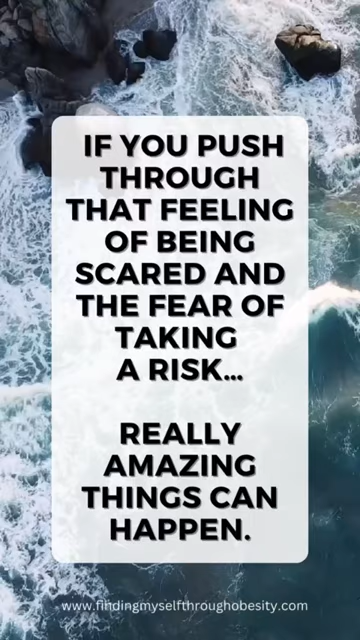 IF YOU PUSH
THROUGH
THAT FEELING
OF BEING
SCARED AND
THE FEAR OF
TAKING
A RISK...
REALLY
AMAZING
THINGS CAN
HAPPEN.
www.findingmyselfthroughobesity.com